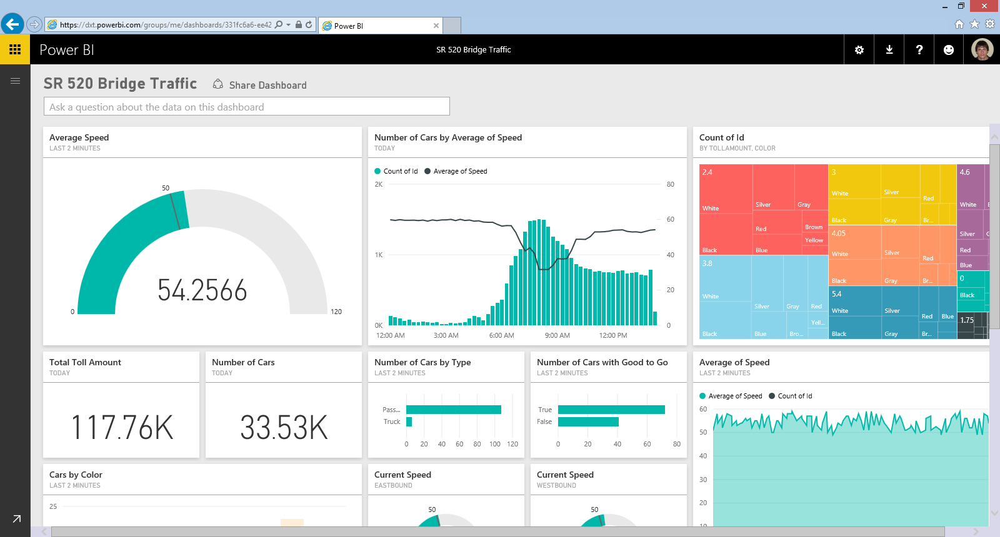 https://dxt.powerbi.com/groups/me/dashboards/331fc6a6-ee42
Power BI
Power BI
SR 520 Bridge Traffic
?
SR 520 Bridge Traffic
Share Dashboard
Ask a question about the data on this dashboard
Average Speed
LAST 2 MINUTES
50
54.2566
0
120
Number of Cars by Average of Speed
TODAY
Count of Id
Average of Speed
2K
80
60
1K
40
20
0K
0
12:00 AM
3:00 AM
6:00 AM
9:00 AM
12:00 PM
Count of Id
BY TOLLAMOUNT, COLOR
2.4
White
Silver
Gray
Red
Brown
Yellow
Black
Blue
3
White
Silver
Red
Black
Gray
Br...
4.6
White
Silver
Red
Blue
3.8
White
Silver
Gray
Red
Yell...
Black
Blue
Bro...
4.05
White
Silver
Red
Black
Gray
Br...
5.4
White
Silver
Red
Blue
Black
Gray
Br...
0
Black
1.75
Total Toll Amount
TODAY
117.76K
Number of Cars
TODAY
33.53K
Number of Cars by Type
LAST 2 MINUTES
Pass...
Truck
0 20 40 60 80 100 120
Number of Cars with Good to Go
LAST 2 MINUTES
True
False
0 20 40 60 80
Average of Speed
LAST 2 MINUTES
Average of Speed
Count of Id
60
50
40
30
20
10
Cars by Color
LAST 2 MINUTES
25
Current Speed
EASTBOUND
50
Current Speed
WESTBOUND
50